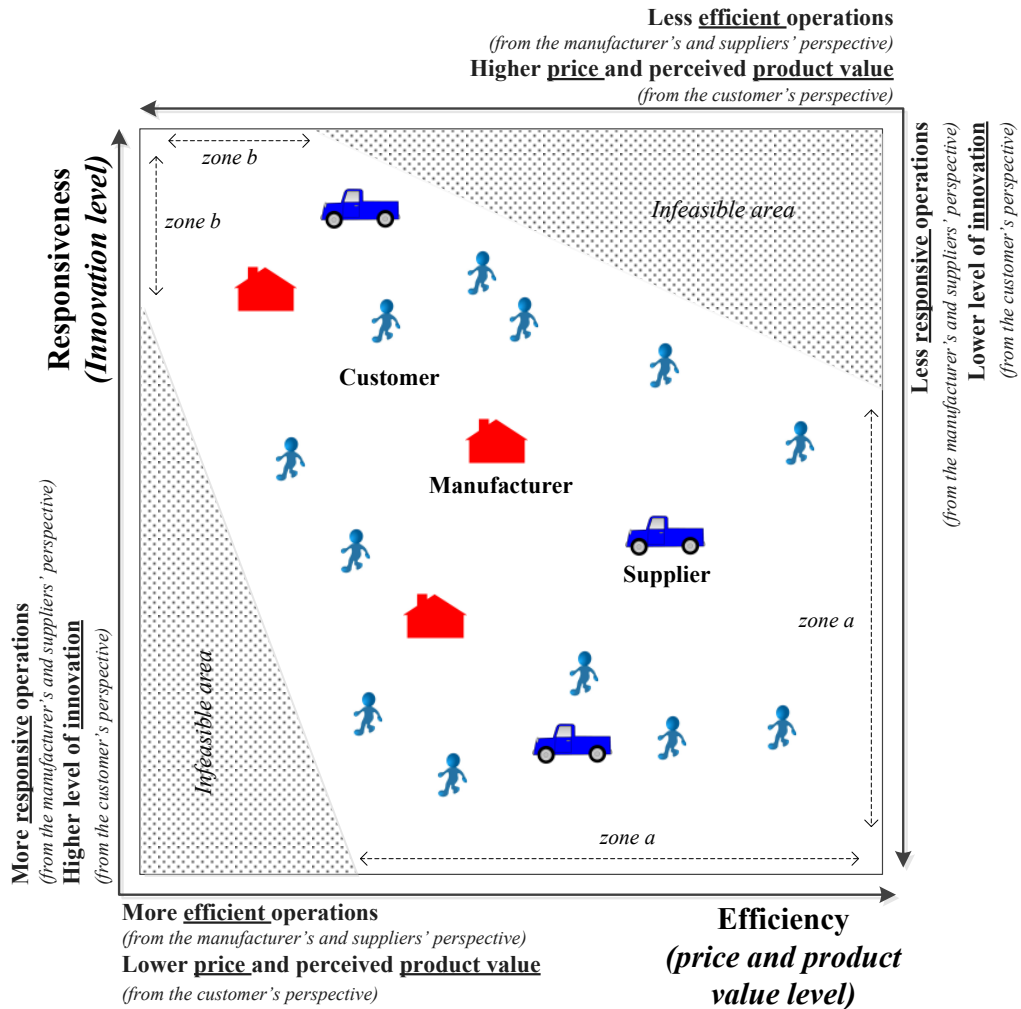 Less efficient operations
(from the manufacturer's and suppliers' perspective)
Higher price and perceived product value
(from the customer's perspective)
Responsiveness
(Innovation level)
zone b
zone b
Infeasible area
Less responsive operations
(from the manufacturer's and suppliers' perspective)
Lower level of innovation
(from the customer's perspective)
Customer
Manufacturer
Supplier
zone a
More responsive operations
(from the manufacturer's and suppliers' perspective)
Higher level of innovation
(from the customer's perspective)
Infeasible area
zone a
More efficient operations
(from the manufacturer's and suppliers' perspective)
Lower price and perceived product value
(from the customer's perspective)
Efficiency
(price and product
value level)